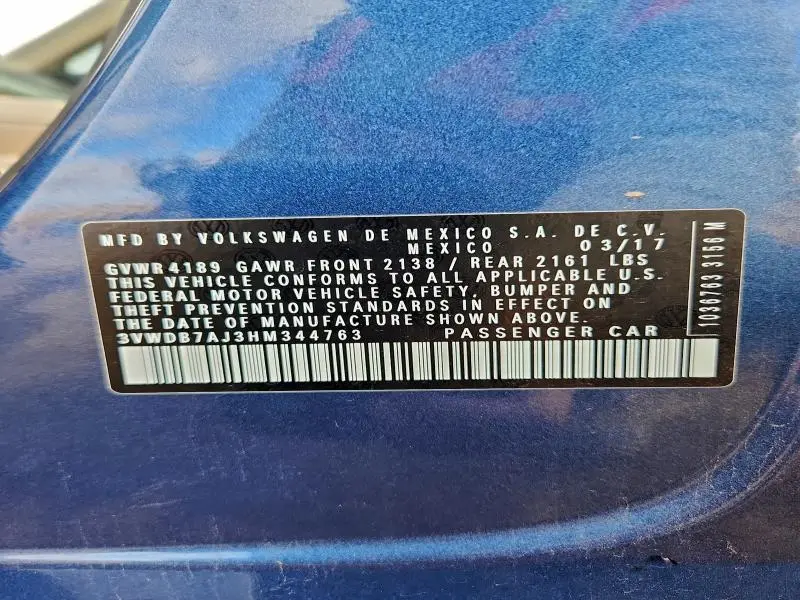 MFD BY VOLKSWAGEN DE MEXICO S.A. DE C.V.
MEXICO 03/17
GVWR 4189 GAWR FRONT 2138 / REAR 2161 LBS
THIS VEHICLE CONFORMS TO ALL APPLICABLE U.S.
FEDERAL MOTOR VEHICLE SAFETY, BUMPER AND
THEFT PREVENTION STANDARDS IN EFFECT ON
THE DATE OF MANUFACTURE SHOWN ABOVE.
3VWDB7AJ3HM344763 PASSENGER CAR
1036763 3156 M